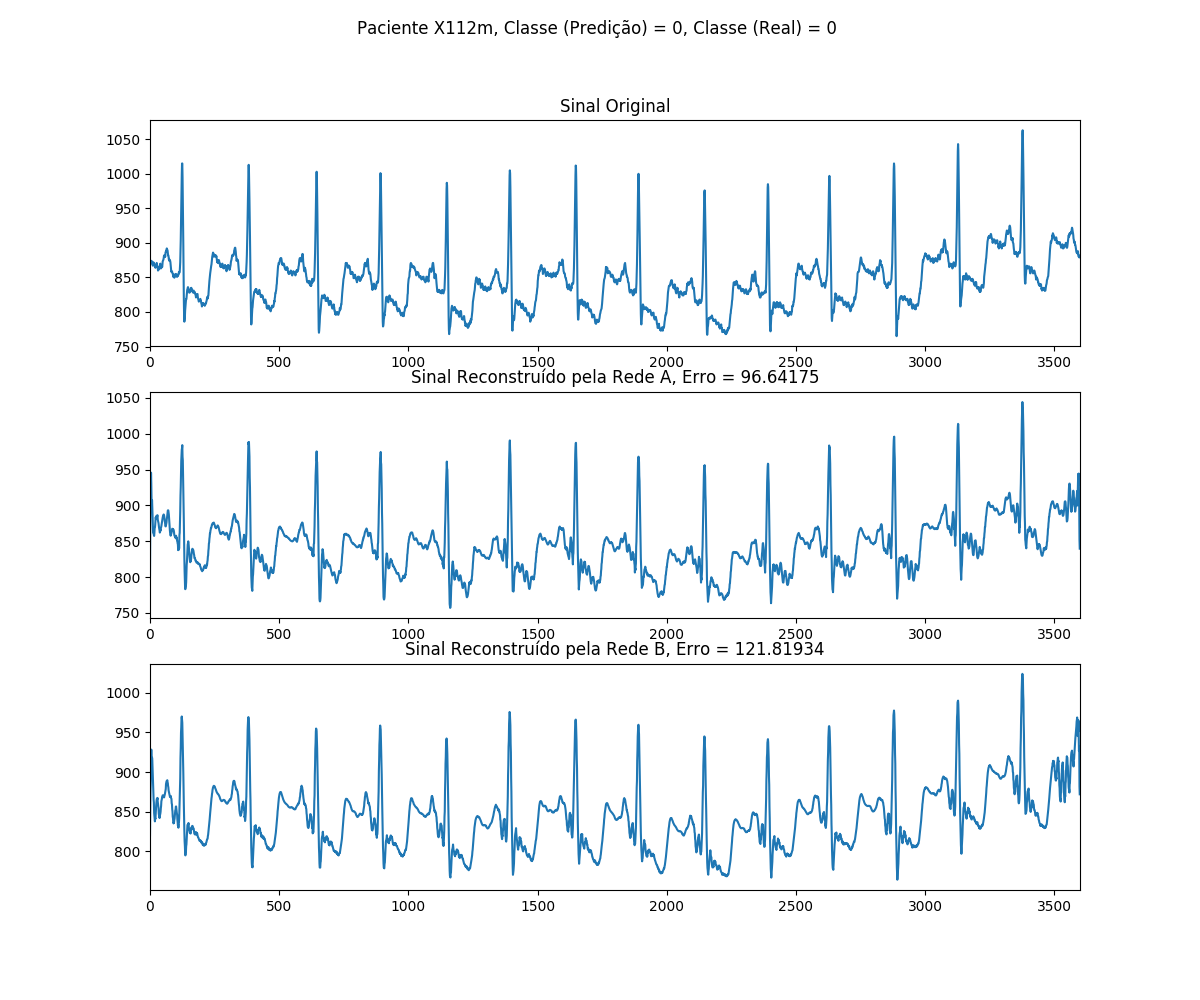 Paciente X112m, Classe (Predição) = 0, Classe (Real) = 0
Sinal Original
1050
1000
950
900
850
800
750
0 500 1000 1500 2000 2500 3000 3500
Sinal Reconstruído pela Rede A, Erro = 96.64175
1050
1000
950
900
850
800
750
0 500 1000 1500 2000 2500 3000 3500
Sinal Reconstruído pela Rede B, Erro = 121.81934
1000
950
900
850
800
0 500 1000 1500 2000 2500 3000 3500